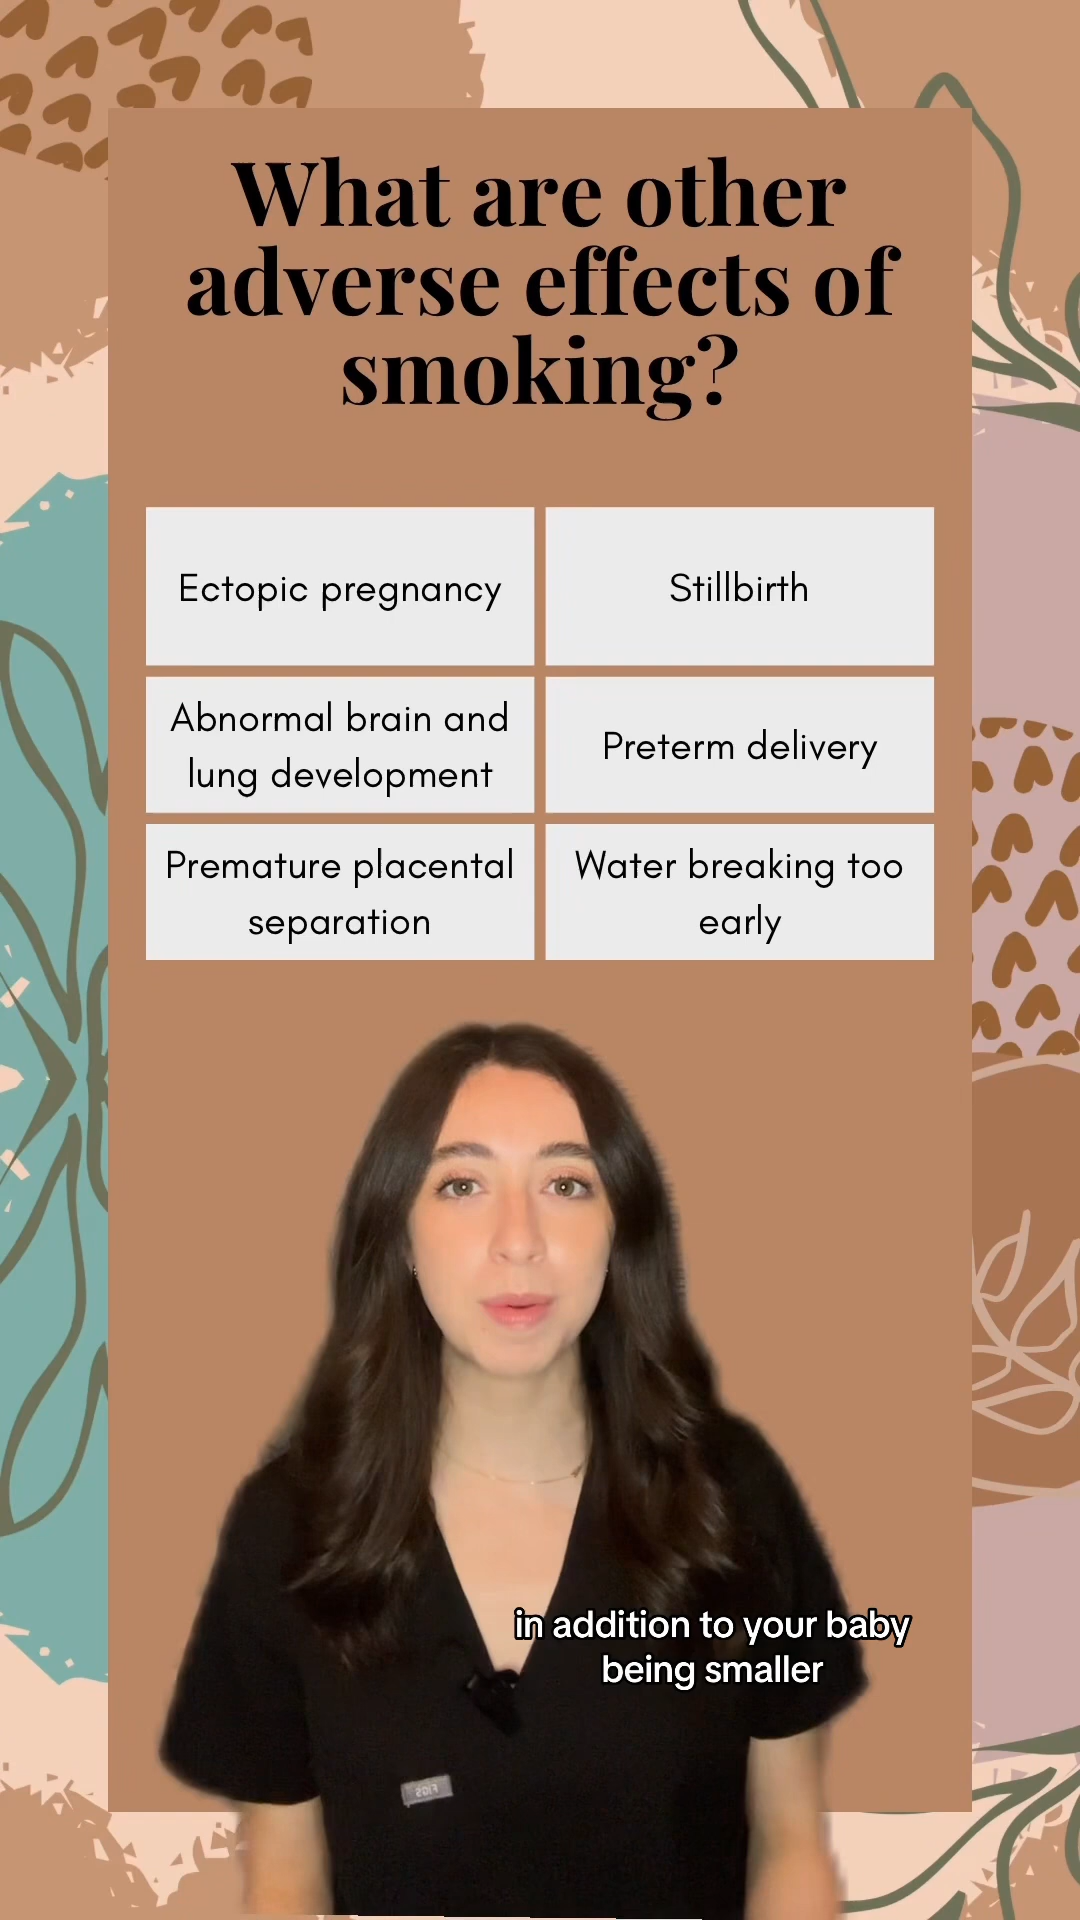 What are other
adverse effects of
smoking?
Ectopic pregnancy
Stillbirth
Abnormal brain and
lung development
Preterm delivery
Premature placental
separation
Water breaking too
early
in addition to your baby
being smaller
FIGS